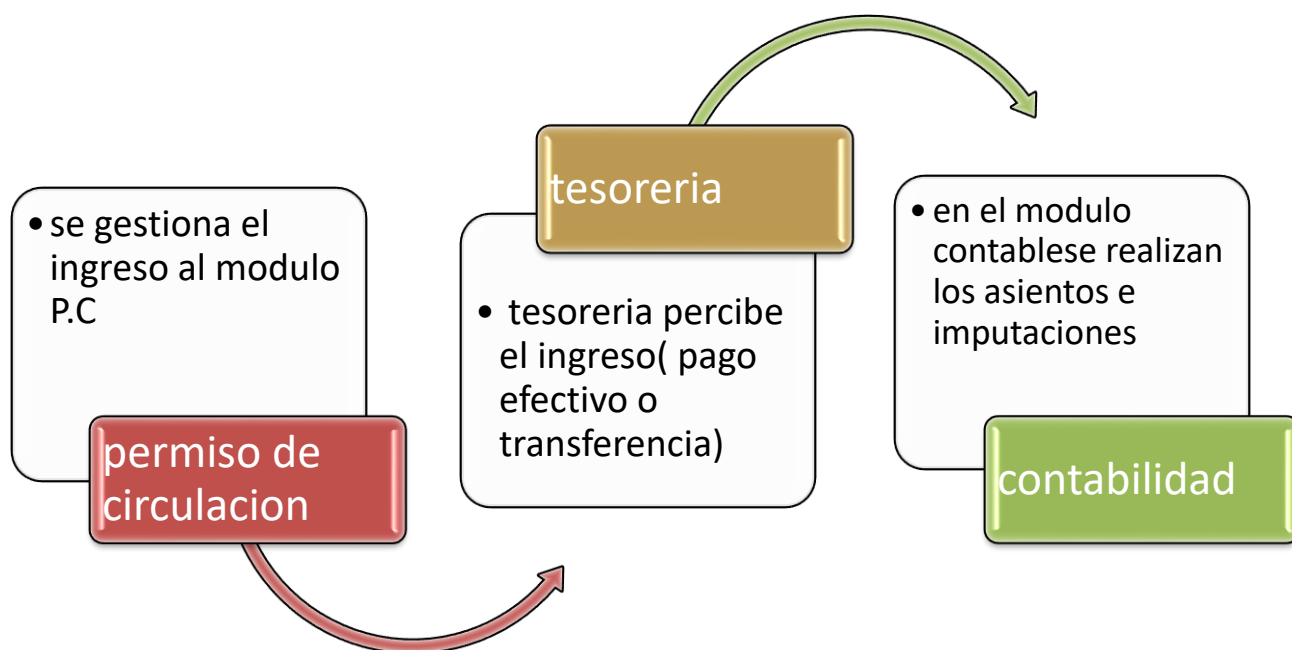 • se gestiona el
ingreso al modulo
P.C
permiso de
circulacion
tesoreria
• tesoreria percibe
el ingreso( pago
efectivo o
transferencia)
• en el modulo
contablese realizan
los asientos e
imputaciones
contabilidad